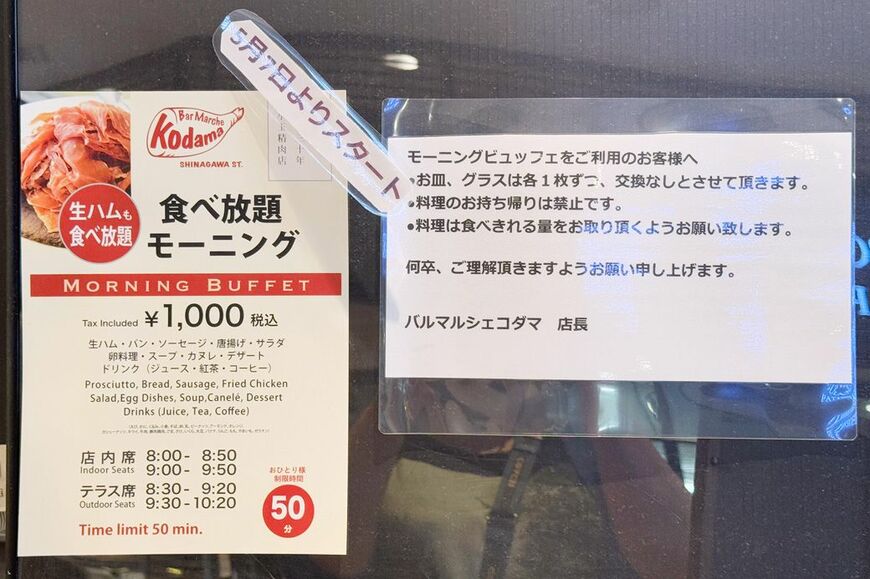 5月7日よりスタート
Bar Marche
Kodama
SHINAGAWA ST.
生ハムも
食べ放題
食べ放題
モーニング
MORNING BUFFET
Tax Included ¥1,000 税込
生ハム・パン・ソーセージ・唐揚げ・サラダ
卵料理・スープ・カヌレ・デザート
ドリンク（ジュース・紅茶・コーヒー）
Prosciutto, Bread, Sausage, Fried Chicken
Salad,Egg Dishes, Soup,Canelé, Dessert
Drinks (Juice, Tea, Coffee)
店内席 8:00- 8:50
Indoor Seats 9:00- 9:50
テラス席 8:30- 9:20
Outdoor Seats 9:30-10:20
Time limit 50 min.
おひとり様
制限時間
50
分
モーニングビュッフェをご利用のお客様へ
●お皿、グラスは各１枚ずつ、交換なしとさせて頂きます。
●料理のお持ち帰りは禁止です。
●料理は食べきれる量をお取り頂くようお願い致します。
何卒、ご理解頂きますようお願い申し上げます。
バルマルシェコダマ　店長